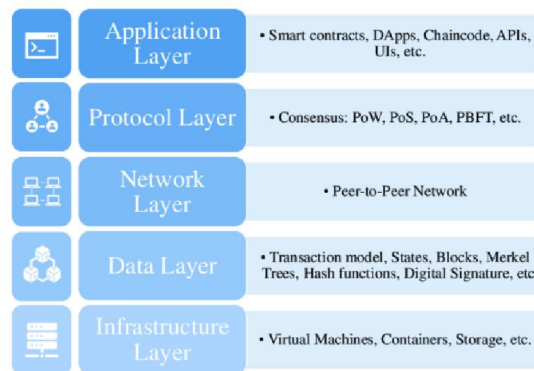 Application
Layer
• Smart contracts, DApps, Chaincode, APIs,
UIs, etc.
Protocol Layer
• Consensus: PoW, PoS, PoA, PBFT, etc.
Network
Layer
• Peer-to-Peer Network
Data Layer
• Transaction model, States, Blocks, Merkel
Trees, Hash functions, Digital Signature, etc
Infrastructure
Layer
• Virtual Machines, Containers, Storage, etc.